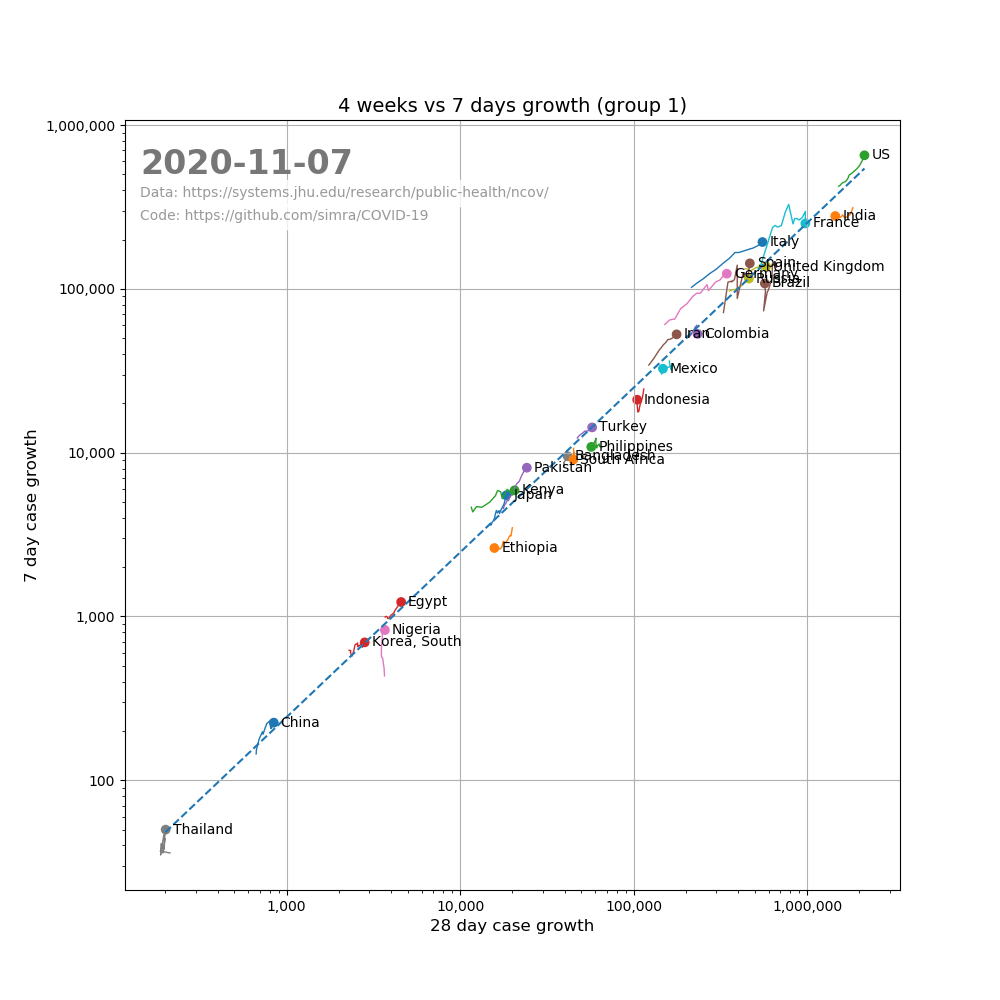 4 weeks vs 7 days growth (group 1)
1,000,000
2020-11-07
Data: https://systems.jhu.edu/research/public-health/ncov/
Code: https://github.com/simra/COVID-19
US
India
France
Italy
Spain
United Kingdom
Germany
Russia
Brazil
100,000
Iran
Colombia
Mexico
Indonesia
Turkey
Philippines
10,000
Bangladesh
South Africa
Pakistan
Kenya
Japan
Ethiopia
Egypt
1,000
Nigeria
Korea, South
China
100
Thailand
7 day case growth
1,000
10,000
100,000
1,000,000
28 day case growth